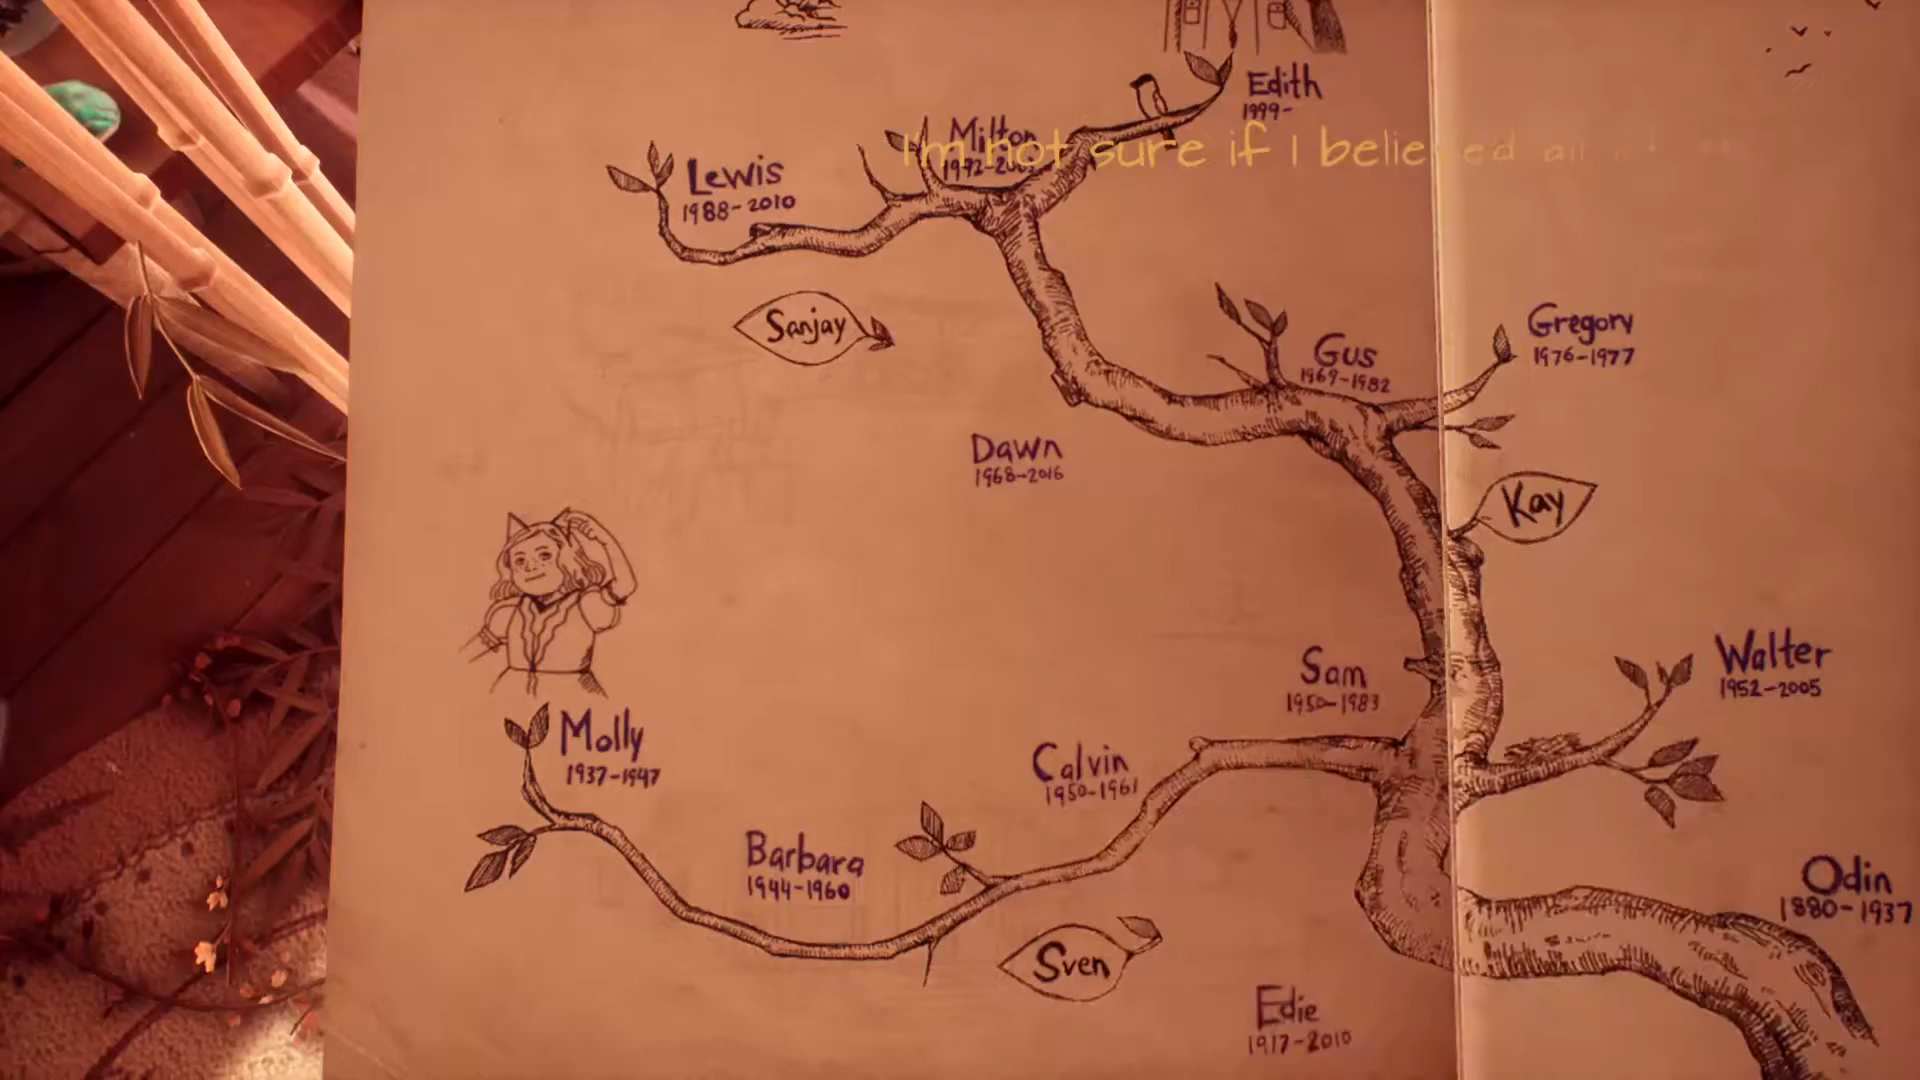 Edith
1999-
I'm not sure if I believed all
Milton
Lewis
1988-2010
Sanjay
Gregory
1976-1977
Gus
1969-1982
Dawn
1968-2016
Kay
Walter
1952-2005
Sam
1950-1983
Molly
1937-1947
Calvin
1950-1961
Barbara
1944-1960
Odin
1880-1937
Sven
Edie
1917-2010